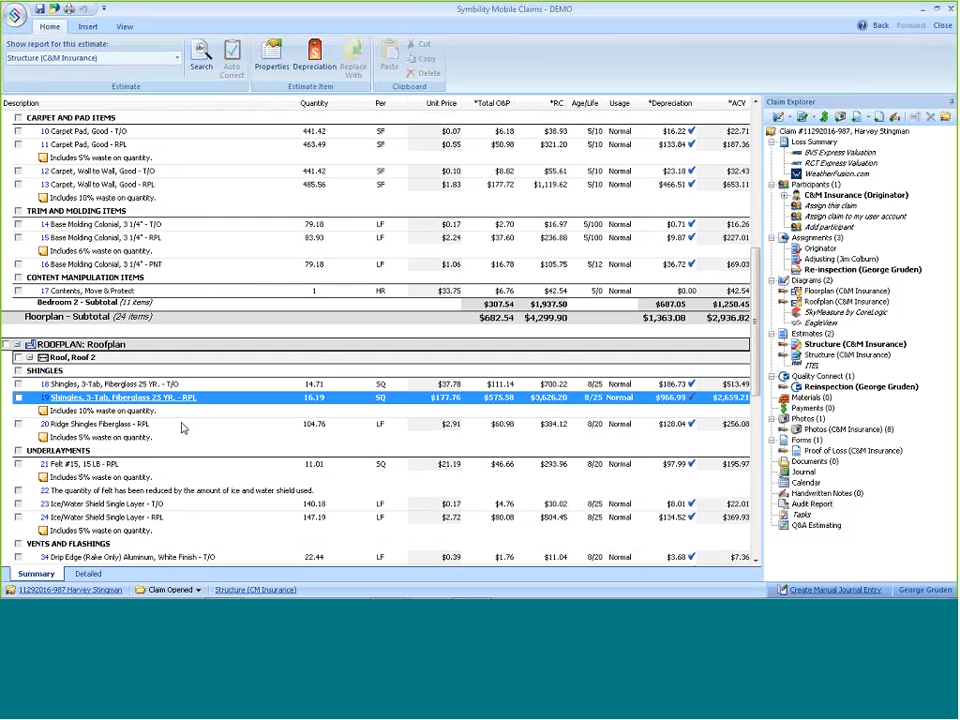 Symbility Mobile Claims - DEMO
Home Insert View
Back Forward Close
Show report for this estimate:
Structure (C&M Insurance)
Search Auto Correct Properties Depreciation Replace With Paste Cut Copy Delete
Estimate Estimate Item Clipboard
Description Quantity Per Unit Price *Total O&P *RC Age/Life Usage *Depreciation *ACV
CARPET AND PAD ITEMS
10 Carpet Pad, Good - T/O 441.42 SF $0.07 $6.18 $38.93 5/10 Normal $16.22 $22.71
11 Carpet Pad, Good - RPL 463.49 SF $0.55 $50.98 $321.20 5/10 Normal $133.84 $187.36
Includes 5% waste on quantity.
12 Carpet, Wall to Wall, Good - T/O 441.42 SF $0.10 $8.82 $55.61 5/10 Normal $23.18 $32.43
13 Carpet, Wall to Wall, Good - RPL 485.56 SF $1.83 $177.72 $1,119.62 5/10 Normal $466.51 $653.11
Includes 10% waste on quantity.
TRIM AND MOLDING ITEMS
14 Base Molding Colonial, 3 1/4" - T/O 79.18 LF $0.17 $2.70 $16.97 5/100 Normal $0.71 $16.26
15 Base Molding Colonial, 3 1/4" - RPL 83.93 LF $2.24 $37.60 $236.88 5/100 Normal $9.87 $227.01
Includes 6% waste on quantity.
16 Base Molding Colonial, 3 1/4" - PNT 79.18 LF $1.06 $16.78 $105.75 5/12 Normal $36.72 $69.03
CONTENT MANIPULATION ITEMS
17 Contents, Move & Protect 1 HR $33.75 $6.76 $42.54 5/0 Normal $0.00 $42.54
Bedroom 2 - Subtotal (11 items) $307.54 $1,937.50 $687.05 $1,250.45
Floorplan - Subtotal (24 items) $682.54 $4,299.90 $1,363.08 $2,936.82
ROOFPLAN: Roofplan
Roof, Roof 2
SHINGLES
18 Shingles, 3-Tab, Fiberglass 25 YR. - T/O 14.71 SQ $37.78 $111.14 $700.22 8/25 Normal $186.73 $513.49
19 Shingles, 3-Tab, Fiberglass 25 YR. - RPL 16.19 SQ $177.76 $575.58 $3,626.20 8/25 Normal $966.99 $2,659.21
Includes 10% waste on quantity.
20 Ridge Shingles Fiberglass - RPL 104.76 LF $2.91 $60.98 $384.12 8/20 Normal $128.04 $256.08
Includes 5% waste on quantity.
UNDERLAYMENTS
21 Felt #15, 15 LB - RPL 11.01 SQ $21.19 $46.66 $293.96 8/20 Normal $97.99 $195.97
Includes 5% waste on quantity.
22 The quantity of felt has been reduced by the amount of ice and water shield used.
23 Ice/Water Shield Single Layer - T/O 140.18 LF $0.17 $4.76 $30.02 8/25 Normal $8.01 $22.01
24 Ice/Water Shield Single Layer - RPL 147.19 LF $2.72 $80.08 $504.45 8/25 Normal $134.52 $369.93
Includes 5% waste on quantity.
VENTS AND FLASHINGS
34 Drip Edge (Rake Only) Aluminum, White Finish - T/O 22.44 LF $0.39 $1.76 $11.04 8/20 Normal $3.68 $7.36
Summary Detailed
11292016-987 Harvey Stingman Claim Opened Structure (CM Insurance) Create Manual Journal Entry George Gruden
Claim Explorer
Claim #11292016-987, Harvey Stingman
Loss Summary
BVS Express Valuation
RCT Express Valuation
WeatherFusion.com
Participants (1)
C&M Insurance (Originator)
Assign this claim
Assign claim to my user account
Add participant
Assignments (3)
Originator
Adjusting (Jim Colburn)
Re-inspection (George Gruden)
Diagrams (2)
Floorplan (C&M Insurance)
Roofplan (C&M Insurance)
SkyMeasure by CoreLogic
EagleView
Estimates (2)
Structure (C&M Insurance)
Structure (C&M Insurance)
ITEL
Quality Connect (1)
Reinspection (George Gruden)
Materials (0)
Payments (0)
Photos (1)
Photos (C&M Insurance) (8)
Forms (1)
Proof of Loss (C&M Insurance)
Documents (0)
Journal
Calendar
Handwritten Notes (0)
Audit Report
Tasks
Q&A Estimating